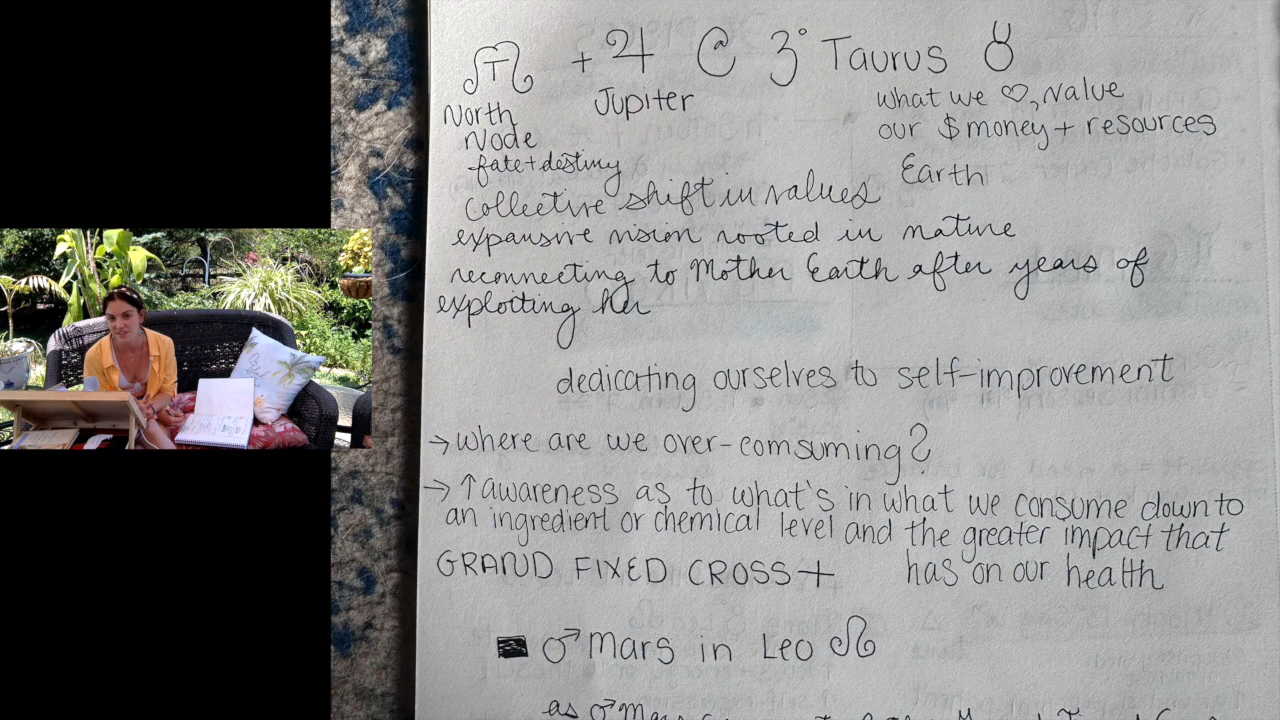 ☊ + ♃ @ 3° Taurus ♉
North Node
Jupiter
fate + destiny
what we ♡, value
our $ money + resources
Earth
collective shift in values
expansive vision rooted in nature
reconnecting to Mother Earth after years of
exploiting her
dedicating ourselves to self-improvement
→ where are we over-comsuming?
→ ↑ awareness as to what's in what we consume down to
an ingredient or chemical level and the greater impact that
has on our health
GRAND FIXED CROSS +
♂ Mars in Leo ♌
as ♂ Mars